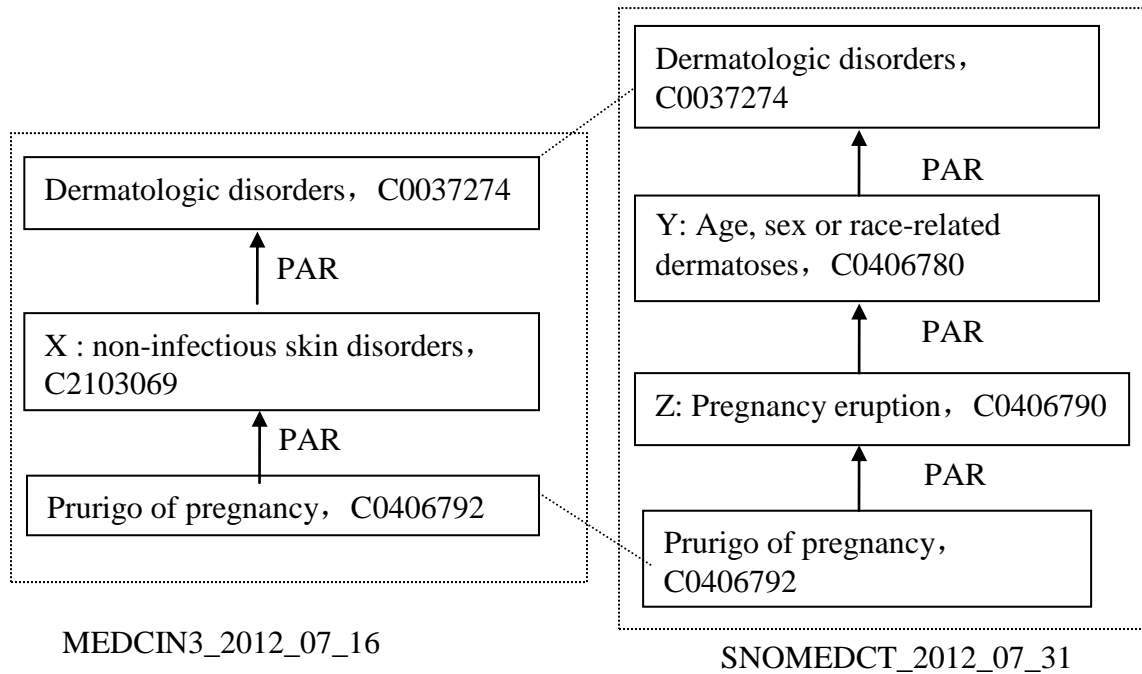 Dermatologic disorders，C0037274
PAR
X : non-infectious skin disorders，
C2103069
PAR
Prurigo of pregnancy，C0406792
MEDCIN3_2012_07_16
Dermatologic disorders，
C0037274
PAR
Y: Age, sex or race-related
dermatoses，C0406780
PAR
Z: Pregnancy eruption，C0406790
PAR
Prurigo of pregnancy，
C0406792
SNOMEDCT_2012_07_31